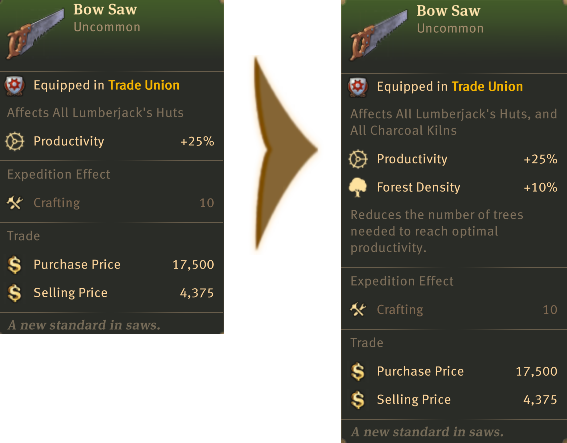 Bow Saw
Uncommon
Equipped in Trade Union
Affects All Lumberjack's Huts
Productivity +25%
Expedition Effect
Crafting 10
Trade
Purchase Price 17,500
Selling Price 4,375
A new standard in saws.
Bow Saw
Uncommon
Equipped in Trade Union
Affects All Lumberjack's Huts, and
All Charcoal Kilns
Productivity +25%
Forest Density +10%
Reduces the number of trees
needed to reach optimal
productivity.
Expedition Effect
Crafting 10
Trade
Purchase Price 17,500
Selling Price 4,375
A new standard in saws.